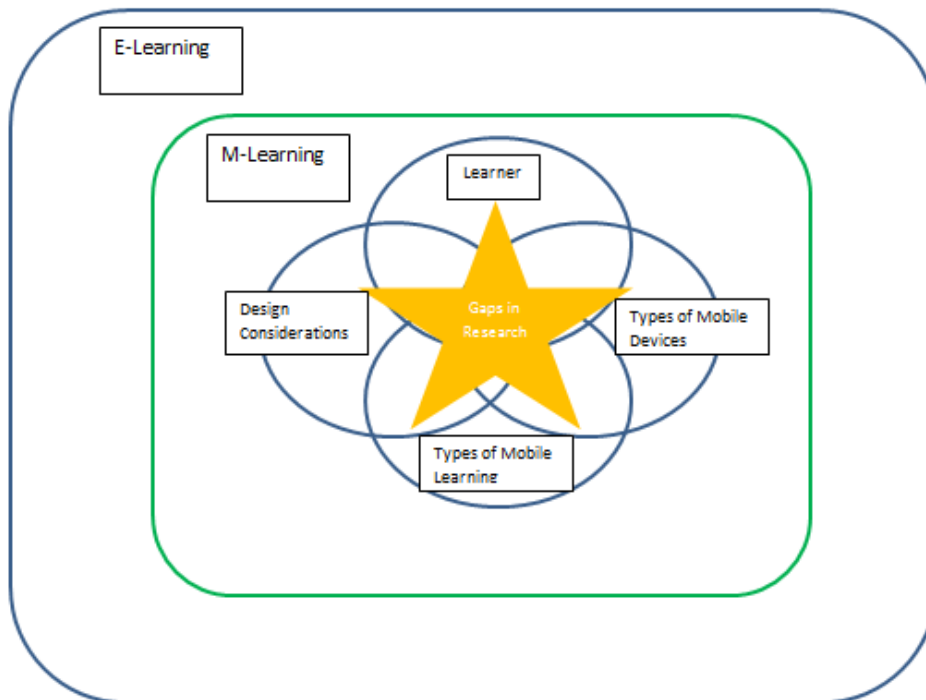 E-Learning
M-Learning
Learner
Design
Considerations
Gaps in
Research
Types of Mobile
Devices
Types of Mobile
Learning